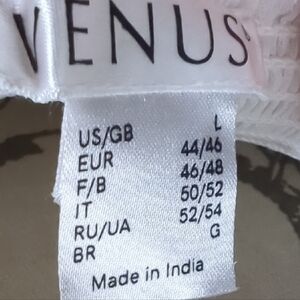 VENUS
US/GB L
EUR 44/46
F/B 46/48
IT 50/52
RU/UA 52/54
BR G
Made in India